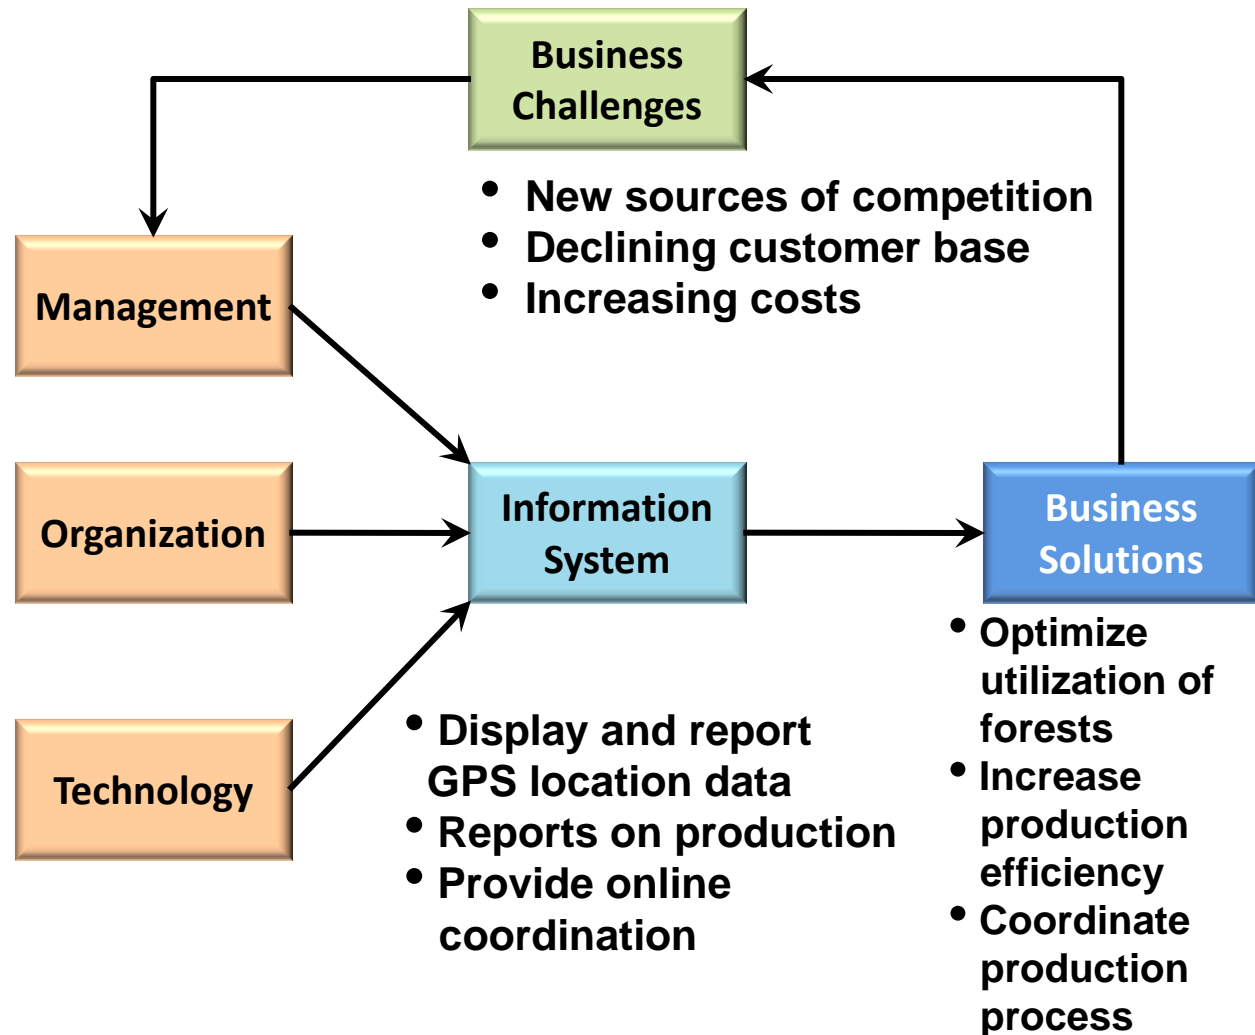 Business
Challenges
• New sources of competition
• Declining customer base
• Increasing costs
Management
Organization
Information
System
Business
Solutions
Technology
• Display and report
GPS location data
• Reports on production
• Provide online
coordination
• Optimize
utilization of
forests
• Increase
production
efficiency
• Coordinate
production
process